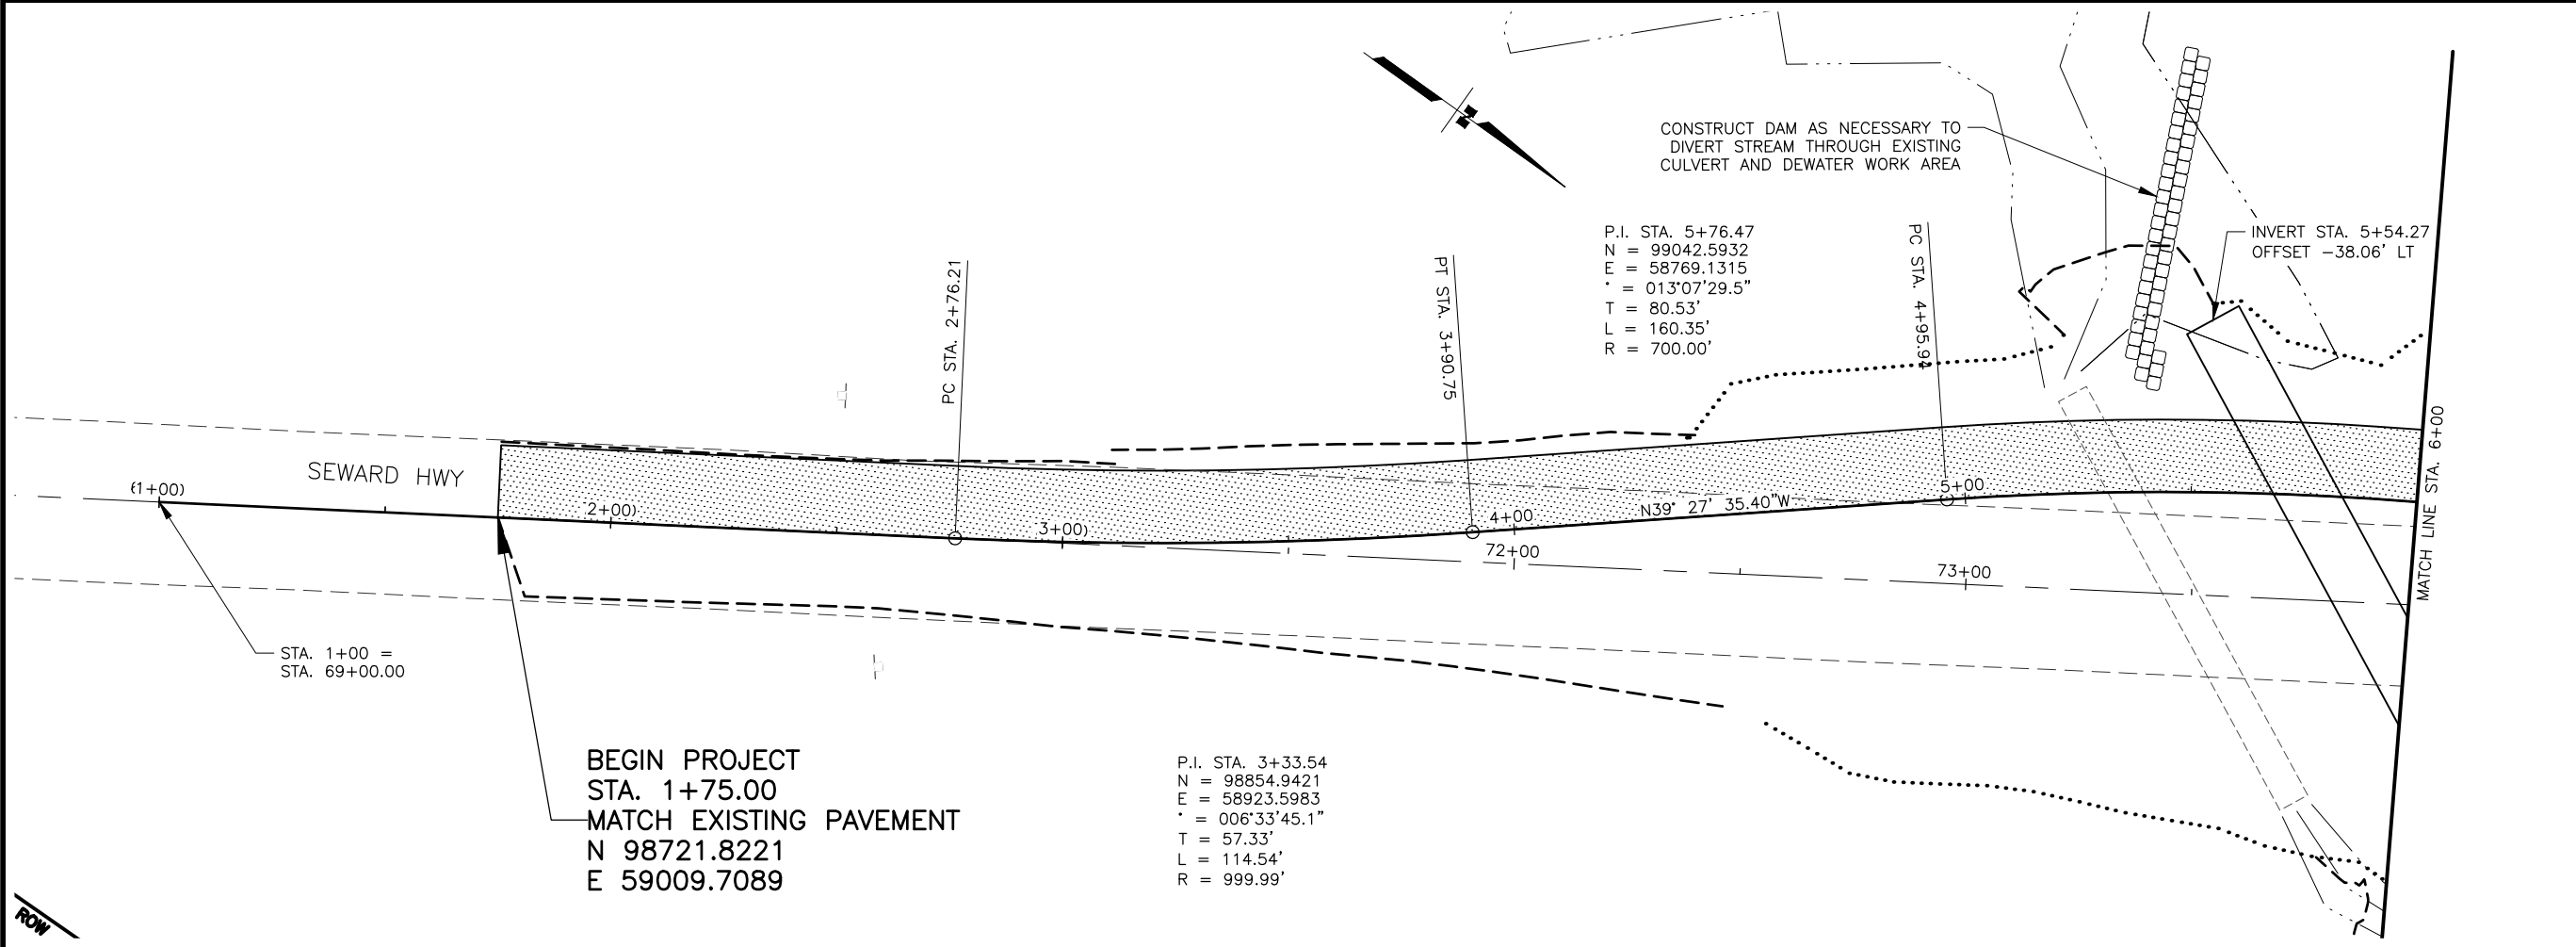 CONSTRUCT DAM AS NECESSARY TO
DIVERT STREAM THROUGH EXISTING
CULVERT AND DEWATER WORK AREA
P.I. STA. 5+76.47
N = 99042.5932
E = 58769.1315
° = 013°07'29.5"
T = 80.53'
L = 160.35'
R = 700.00'
INVERT STA. 5+54.27
OFFSET -38.06' LT
PC STA. 2+76.21
PT STA. 3+90.75
PC STA. 4+95.94
MATCH LINE STA. 6+00
SEWARD HWY
(1+00)
2+00)
3+00)
4+00
5+00
N39° 27' 35.40"W
72+00
73+00
STA. 1+00 =
STA. 69+00.00
BEGIN PROJECT
STA. 1+75.00
MATCH EXISTING PAVEMENT
N 98721.8221
E 59009.7089
P.I. STA. 3+33.54
N = 98854.9421
E = 58923.5983
° = 006°33'45.1"
T = 57.33'
L = 114.54'
R = 999.99'
ROW
N